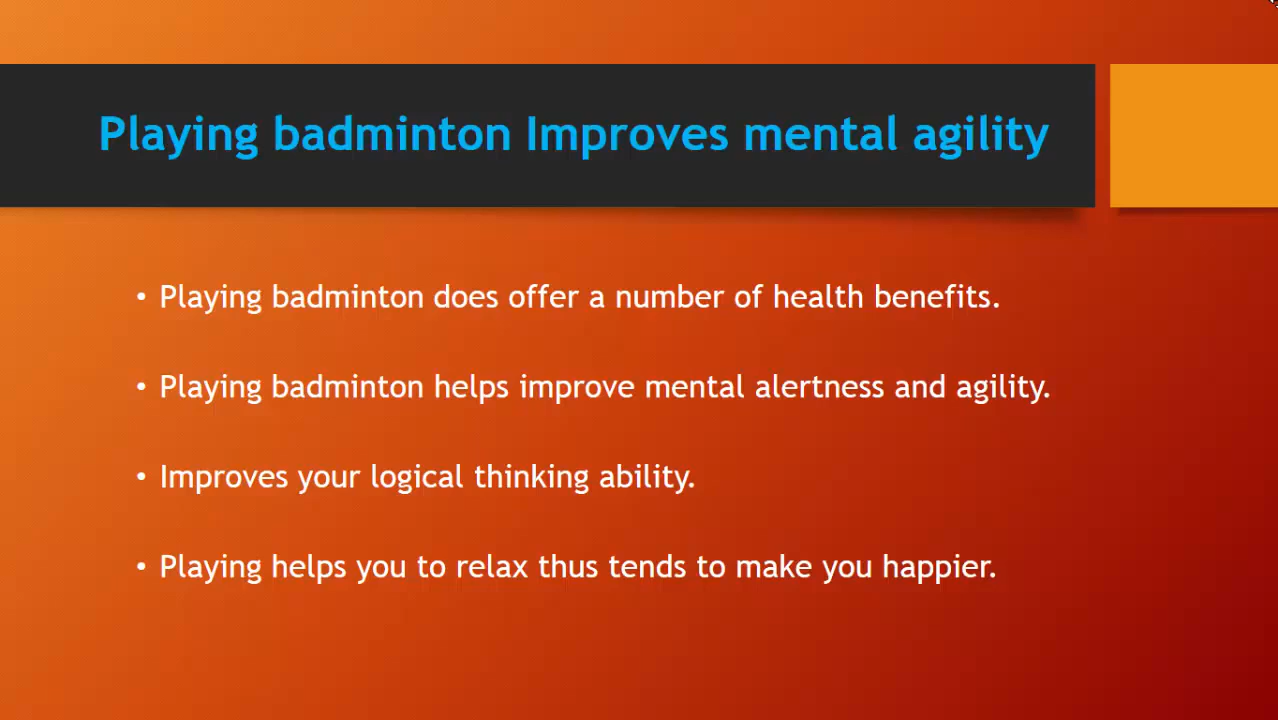 Playing badminton Improves mental agility
• Playing badminton does offer a number of health benefits.
• Playing badminton helps improve mental alertness and agility.
• Improves your logical thinking ability.
• Playing helps you to relax thus tends to make you happier.